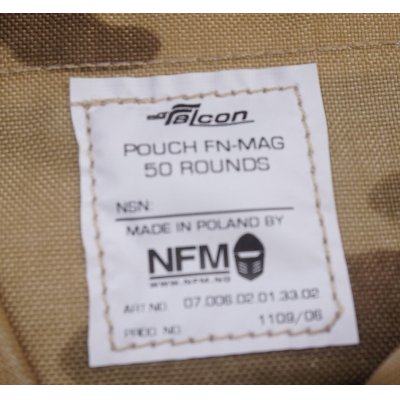 Falcon
POUCH FN-MAG
50 ROUNDS
NSN:
MADE IN POLAND BY
NFM
WWW.NFM.NO
ART.NO. 07.006.02.01.33.02
PROD. NO. 1109/06